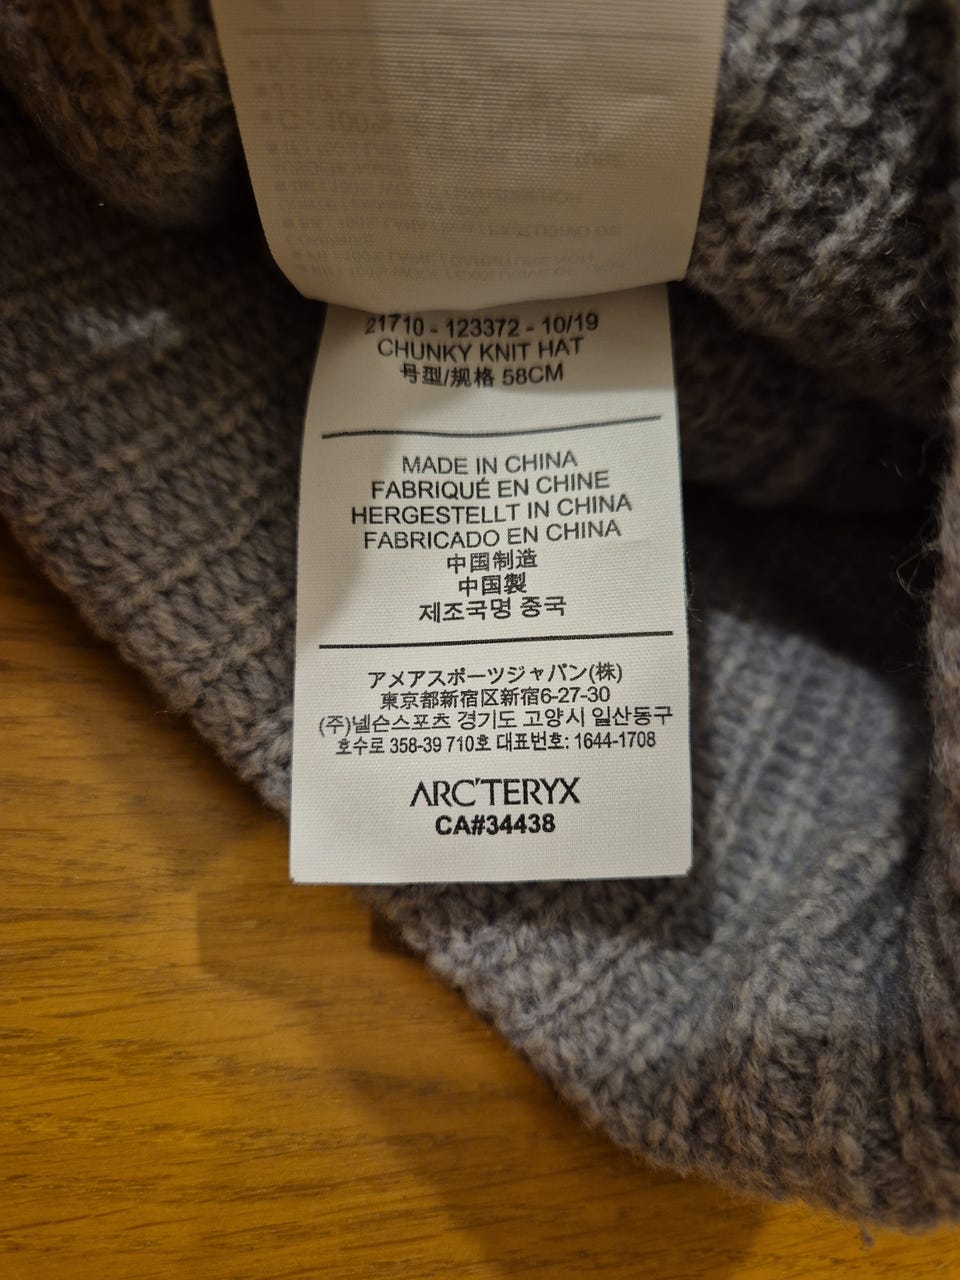 21710 - 123372 - 10/19
CHUNKY KNIT HAT
号型/规格 58CM
MADE IN CHINA
FABRIQUÉ EN CHINE
HERGESTELLT IN CHINA
FABRICADO EN CHINA
中国制造
中国製
제조국명 중국
アメアスポーツジャパン(株)
東京都新宿区新宿6-27-30
(주)넬슨스포츠 경기도 고양시 일산동구
호수로 358-39 710호 대표번호: 1644-1708
ARC'TERYX
CA#34438